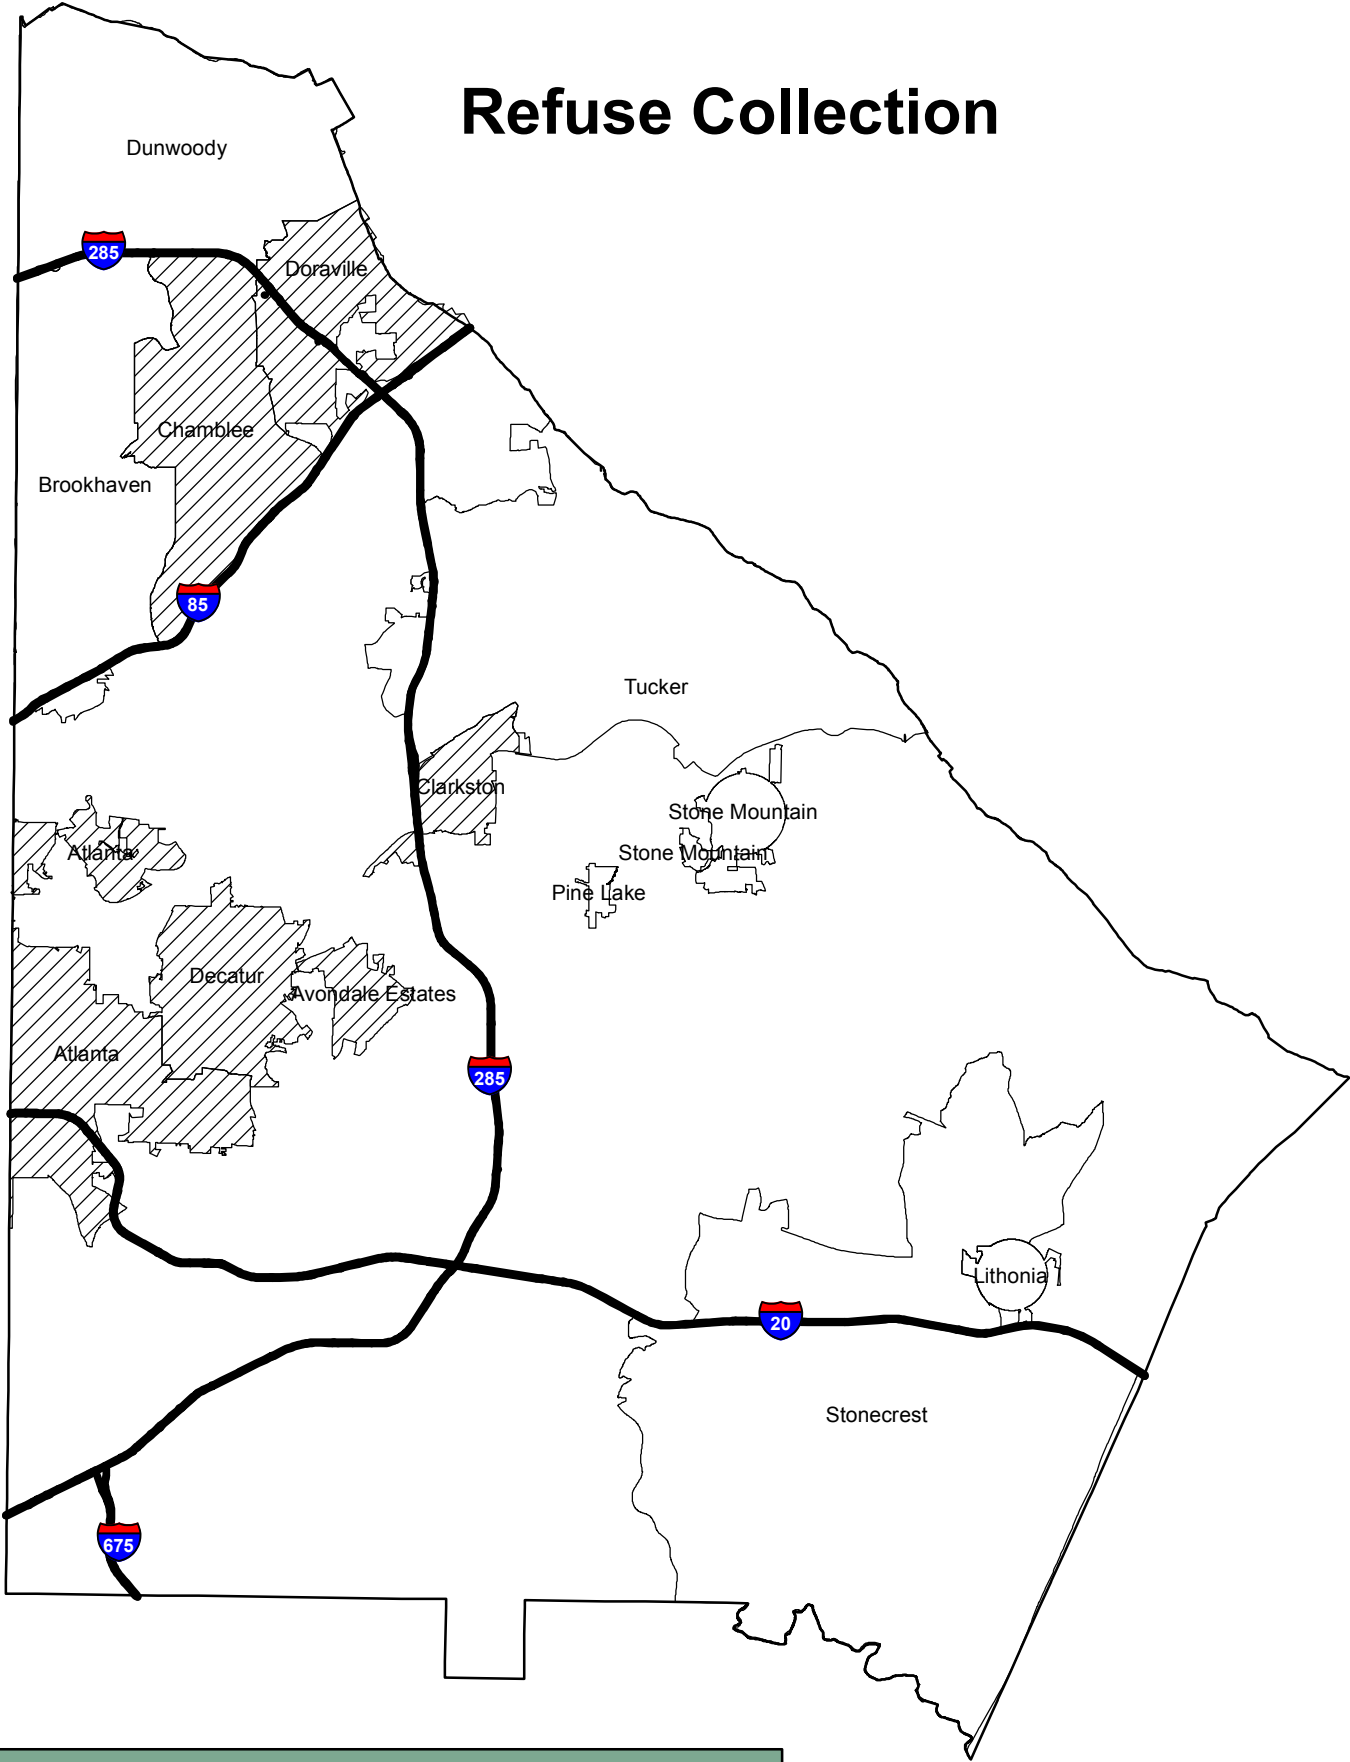 Refuse Collection
Dunwoody
285
Doraville
Chamblee
Brookhaven
85
Tucker
Clarkston
Stone Mountain
Atlanta
Stone Mountain
Pine Lake
Decatur
Avondale Estates
Atlanta
285
Lithonia
20
Stonecrest
675